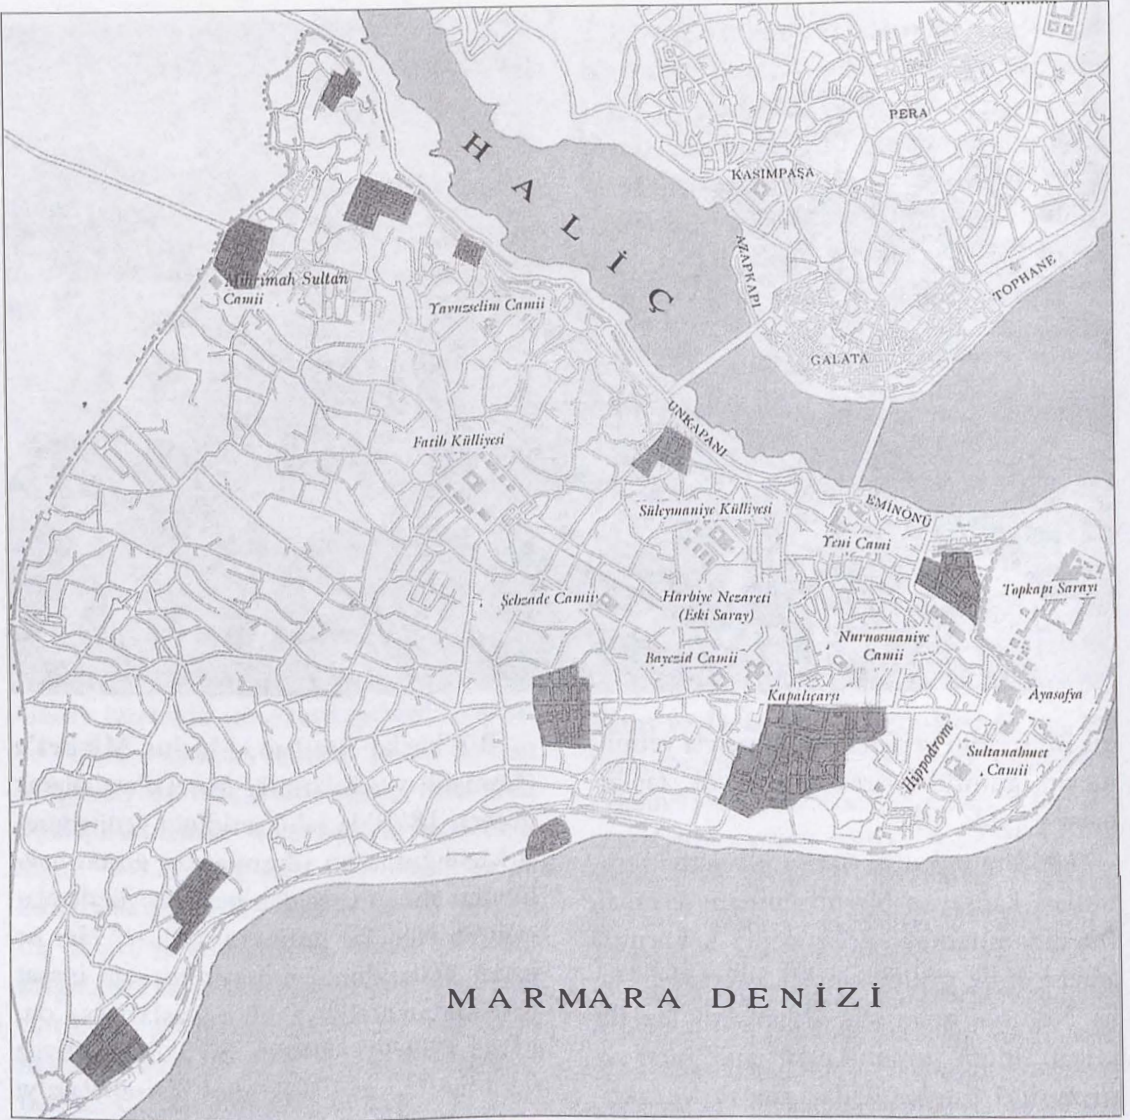 PERA
KASIMPAŞA
HALİÇ
AZAPKAPI
TOPHANE
Mihrimah Sultan
Camii
Yavuzselim Camii
GALATA
UNKAPANI
Fatih Külliyesi
Süleymaniye Külliyesi
EMİNÖNÜ
Yeni Cami
Topkapı Sarayı
Şehzade Camii
Harbiye Nezareti
(Eski Saray)
Nuruosmaniye
Camii
Bayezid Camii
Kapalıçarşı
Ayasofya
Hippodrom
Sultanahmet
Camii
MARMARA DENİZİ